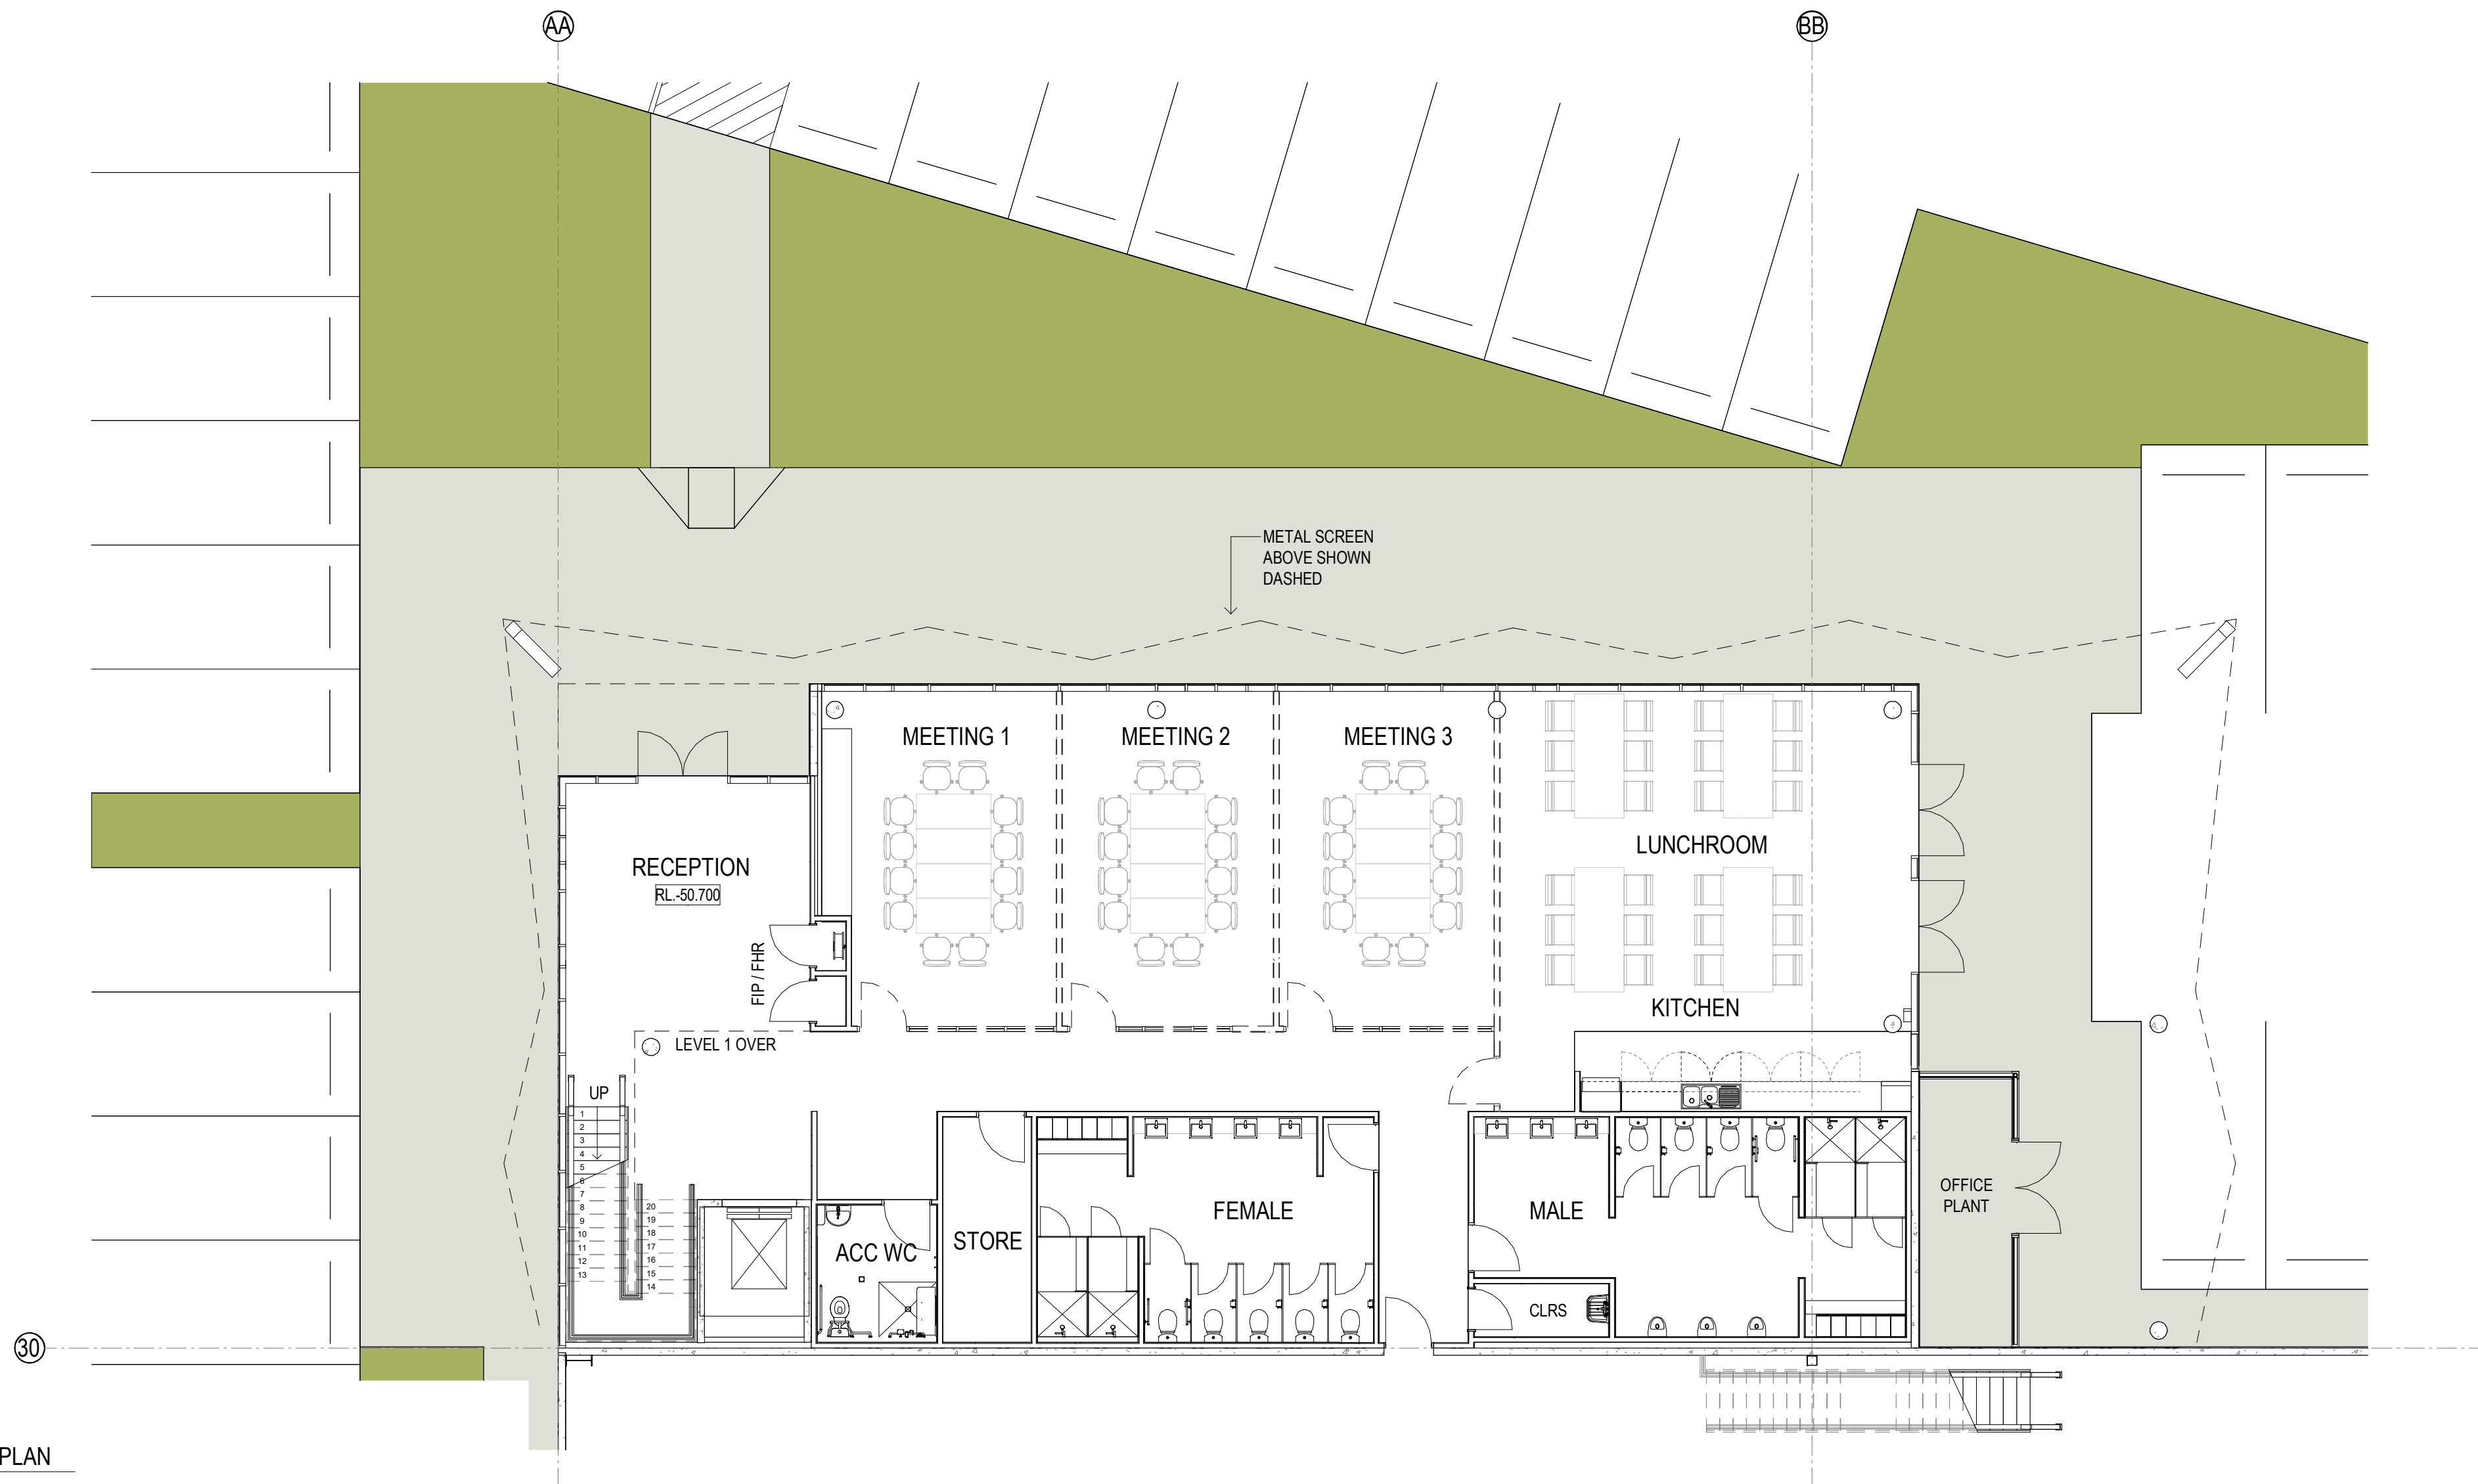 AA
BB
METAL SCREEN
ABOVE SHOWN
DASHED
MEETING 1
MEETING 2
MEETING 3
LUNCHROOM
RECEPTION
RL.-50.700
FIP / FHR
KITCHEN
LEVEL 1 OVER
UP
1
2
3
4
5
6
7
8
9
10
11
12
13
20
19
18
17
16
15
14
ACC WC
STORE
FEMALE
MALE
CLRS
OFFICE
PLANT
30
PLAN